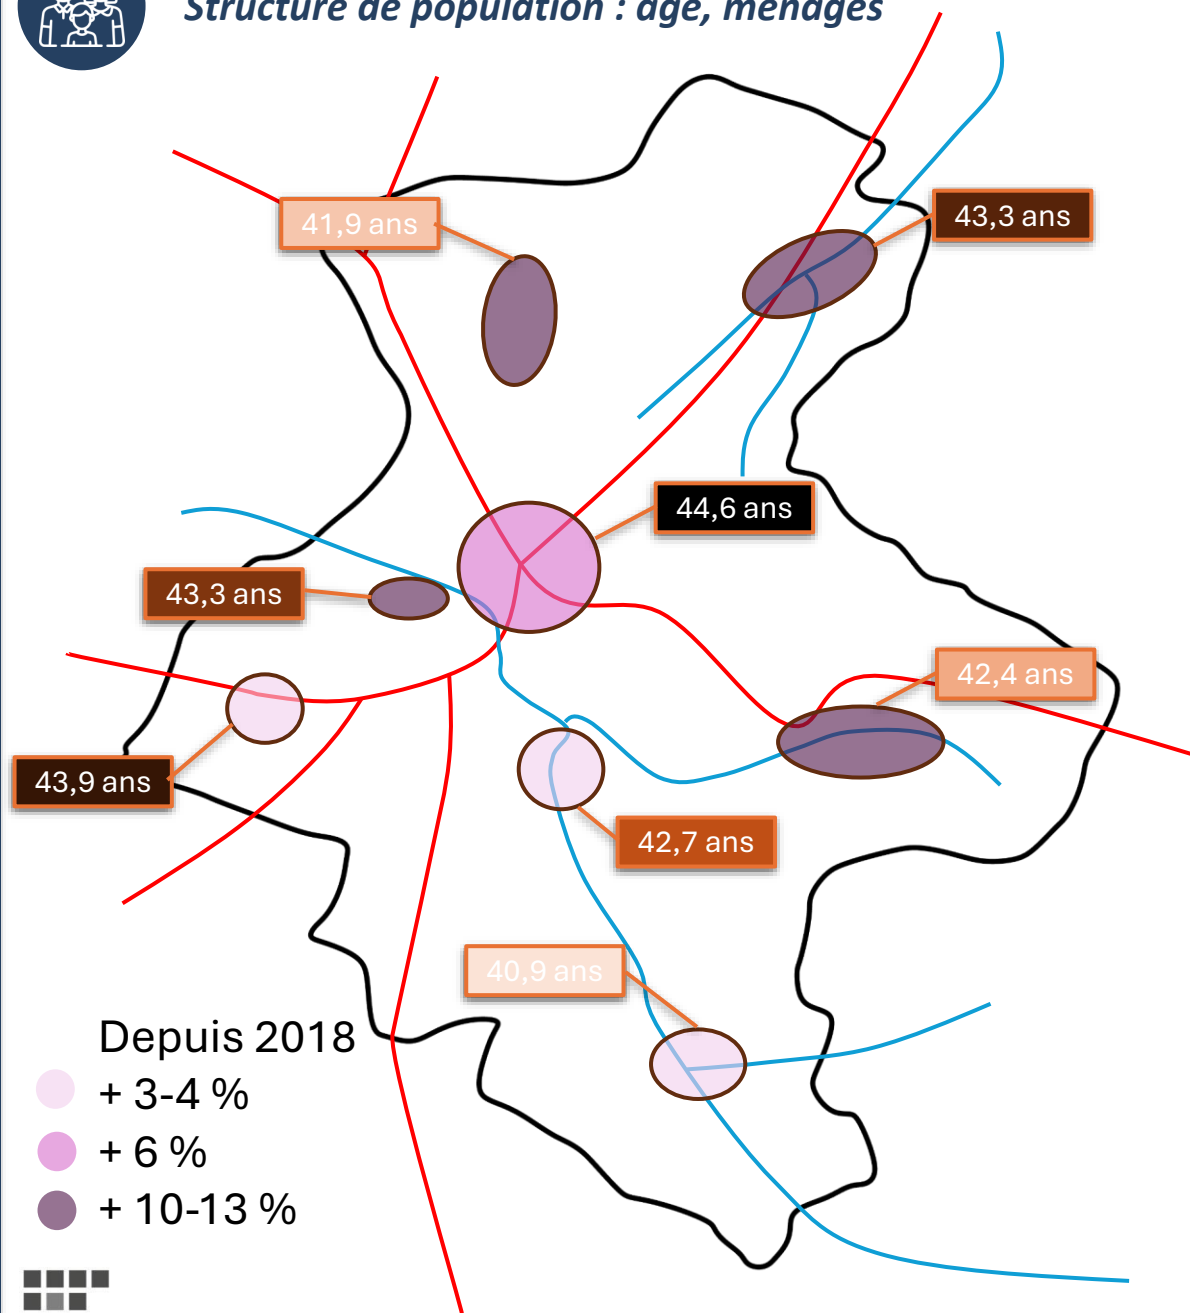 Structure de population : âge, ménages
41,9 ans
43,3 ans
44,6 ans
43,3 ans
42,4 ans
43,9 ans
42,7 ans
40,9 ans
Depuis 2018
+ 3-4 %
+ 6 %
+ 10-13 %